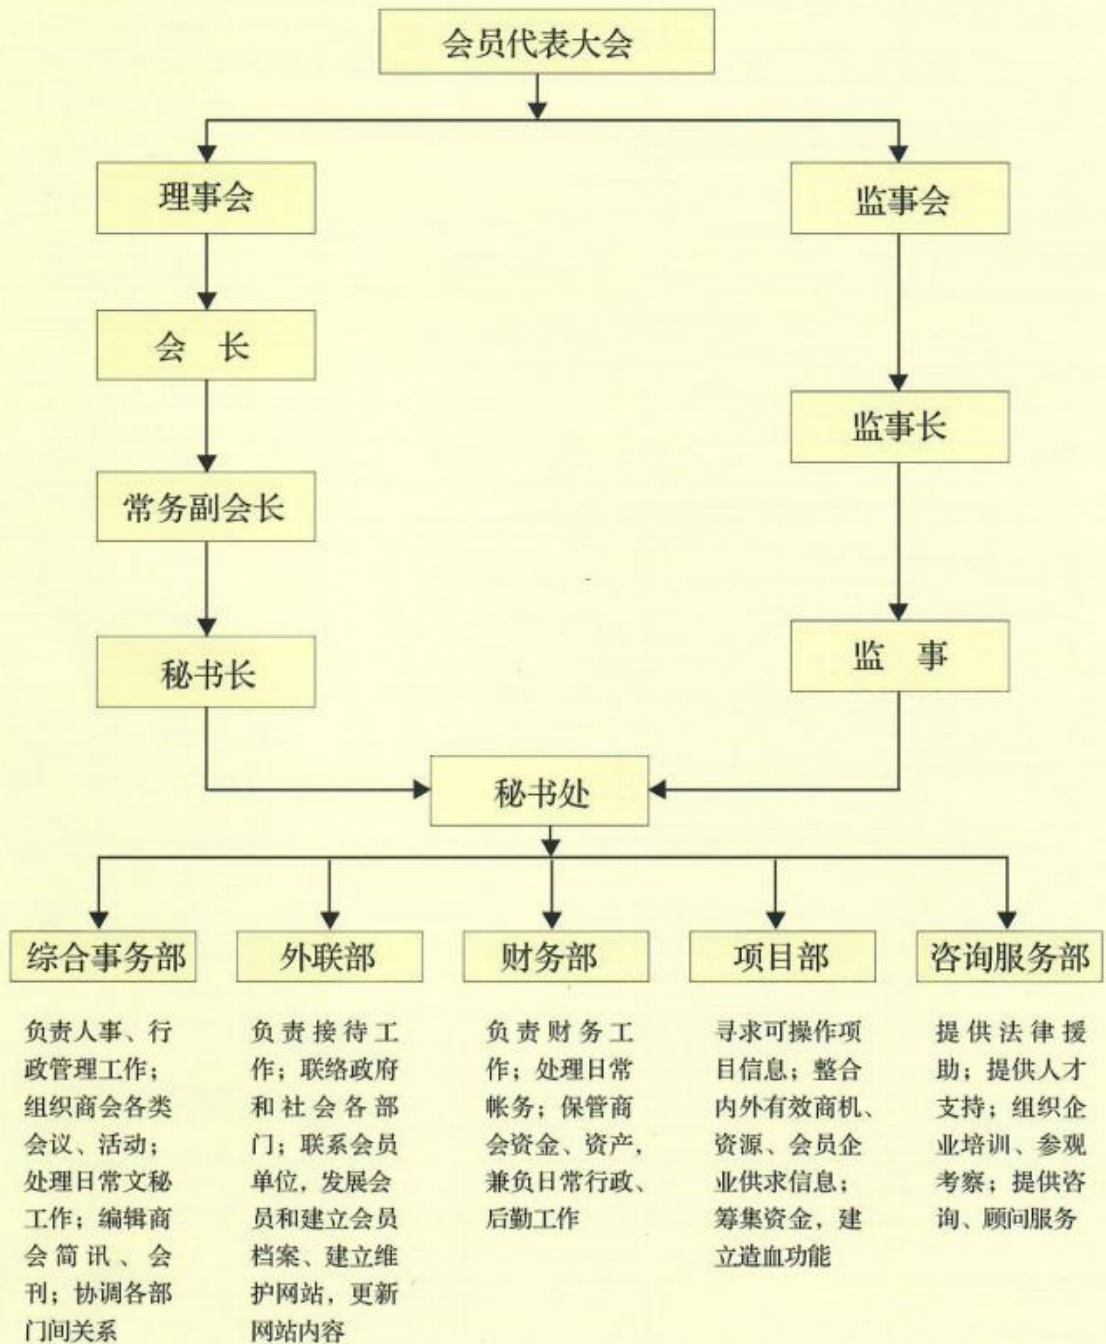 会员代表大会
理事会
监事会
会 长
监事长
常务副会长
秘书长
监 事
秘书处
综合事务部
外联部
财务部
项目部
咨询服务部
负责人事、行
政管理工作；
组织商会各类
会议、活动；
处理日常文秘
工作；编辑商
会简讯、会
刊；协调各部
门间关系
负责接待工
作；联络政府
和社会各部
门；联系会员
单位，发展会
员和建立会员
档案、建立维
护网站，更新
网站内容
负责财务工
作；处理日常
帐务；保管商
会资金、资产，
兼负日常行政、
后勤工作
寻求可操作项
目信息；整合
内外有效商机、
资源、会员企
业供求信息；
筹集资金，建
立造血功能
提供法律援
助；提供人才
支持；组织企
业培训、参观
考察；提供咨
询、顾问服务